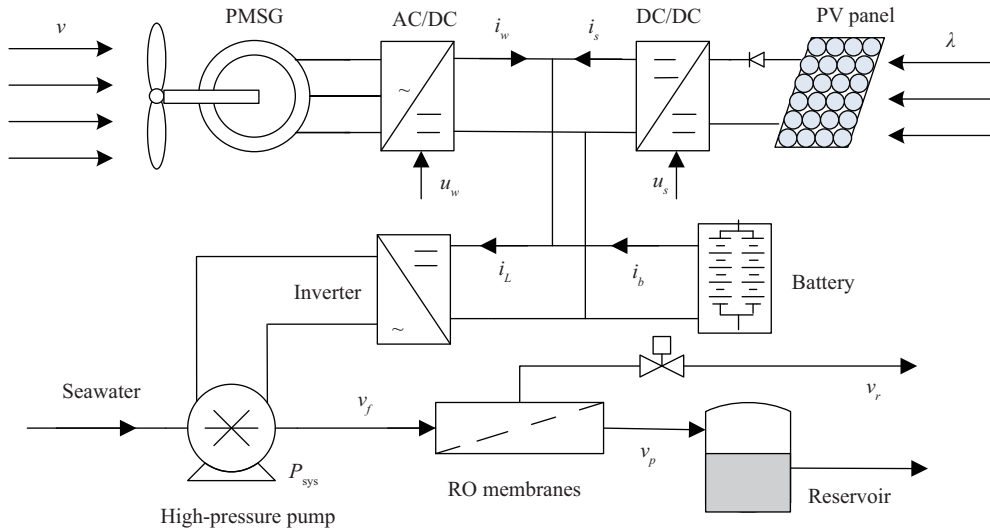 v
PMSG
AC/DC
i_w
i_s
DC/DC
PV panel
λ
~
u_w
u_s
Inverter
~
i_L
i_b
Battery
Seawater
v_f
v_r
P_sys
v_p
RO membranes
Reservoir
High-pressure pump